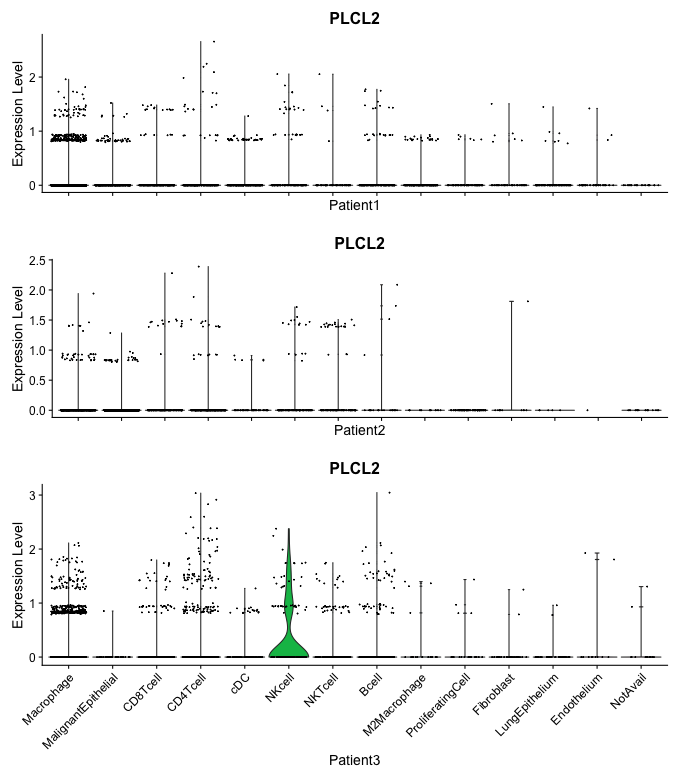 PLCL2
Expression Level
2
1
0
Patient1
PLCL2
Expression Level
2.5
2.0
1.5
1.0
0.5
0.0
Patient2
PLCL2
Expression Level
3
2
1
0
Macrophage
MalignantEpithelial
CD8Tcell
CD4Tcell
cDC
NKcell
NKTcell
Bcell
M2Macrophage
ProliferatingCell
Fibroblast
LungEpithelium
Endothelium
NotAvail
Patient3